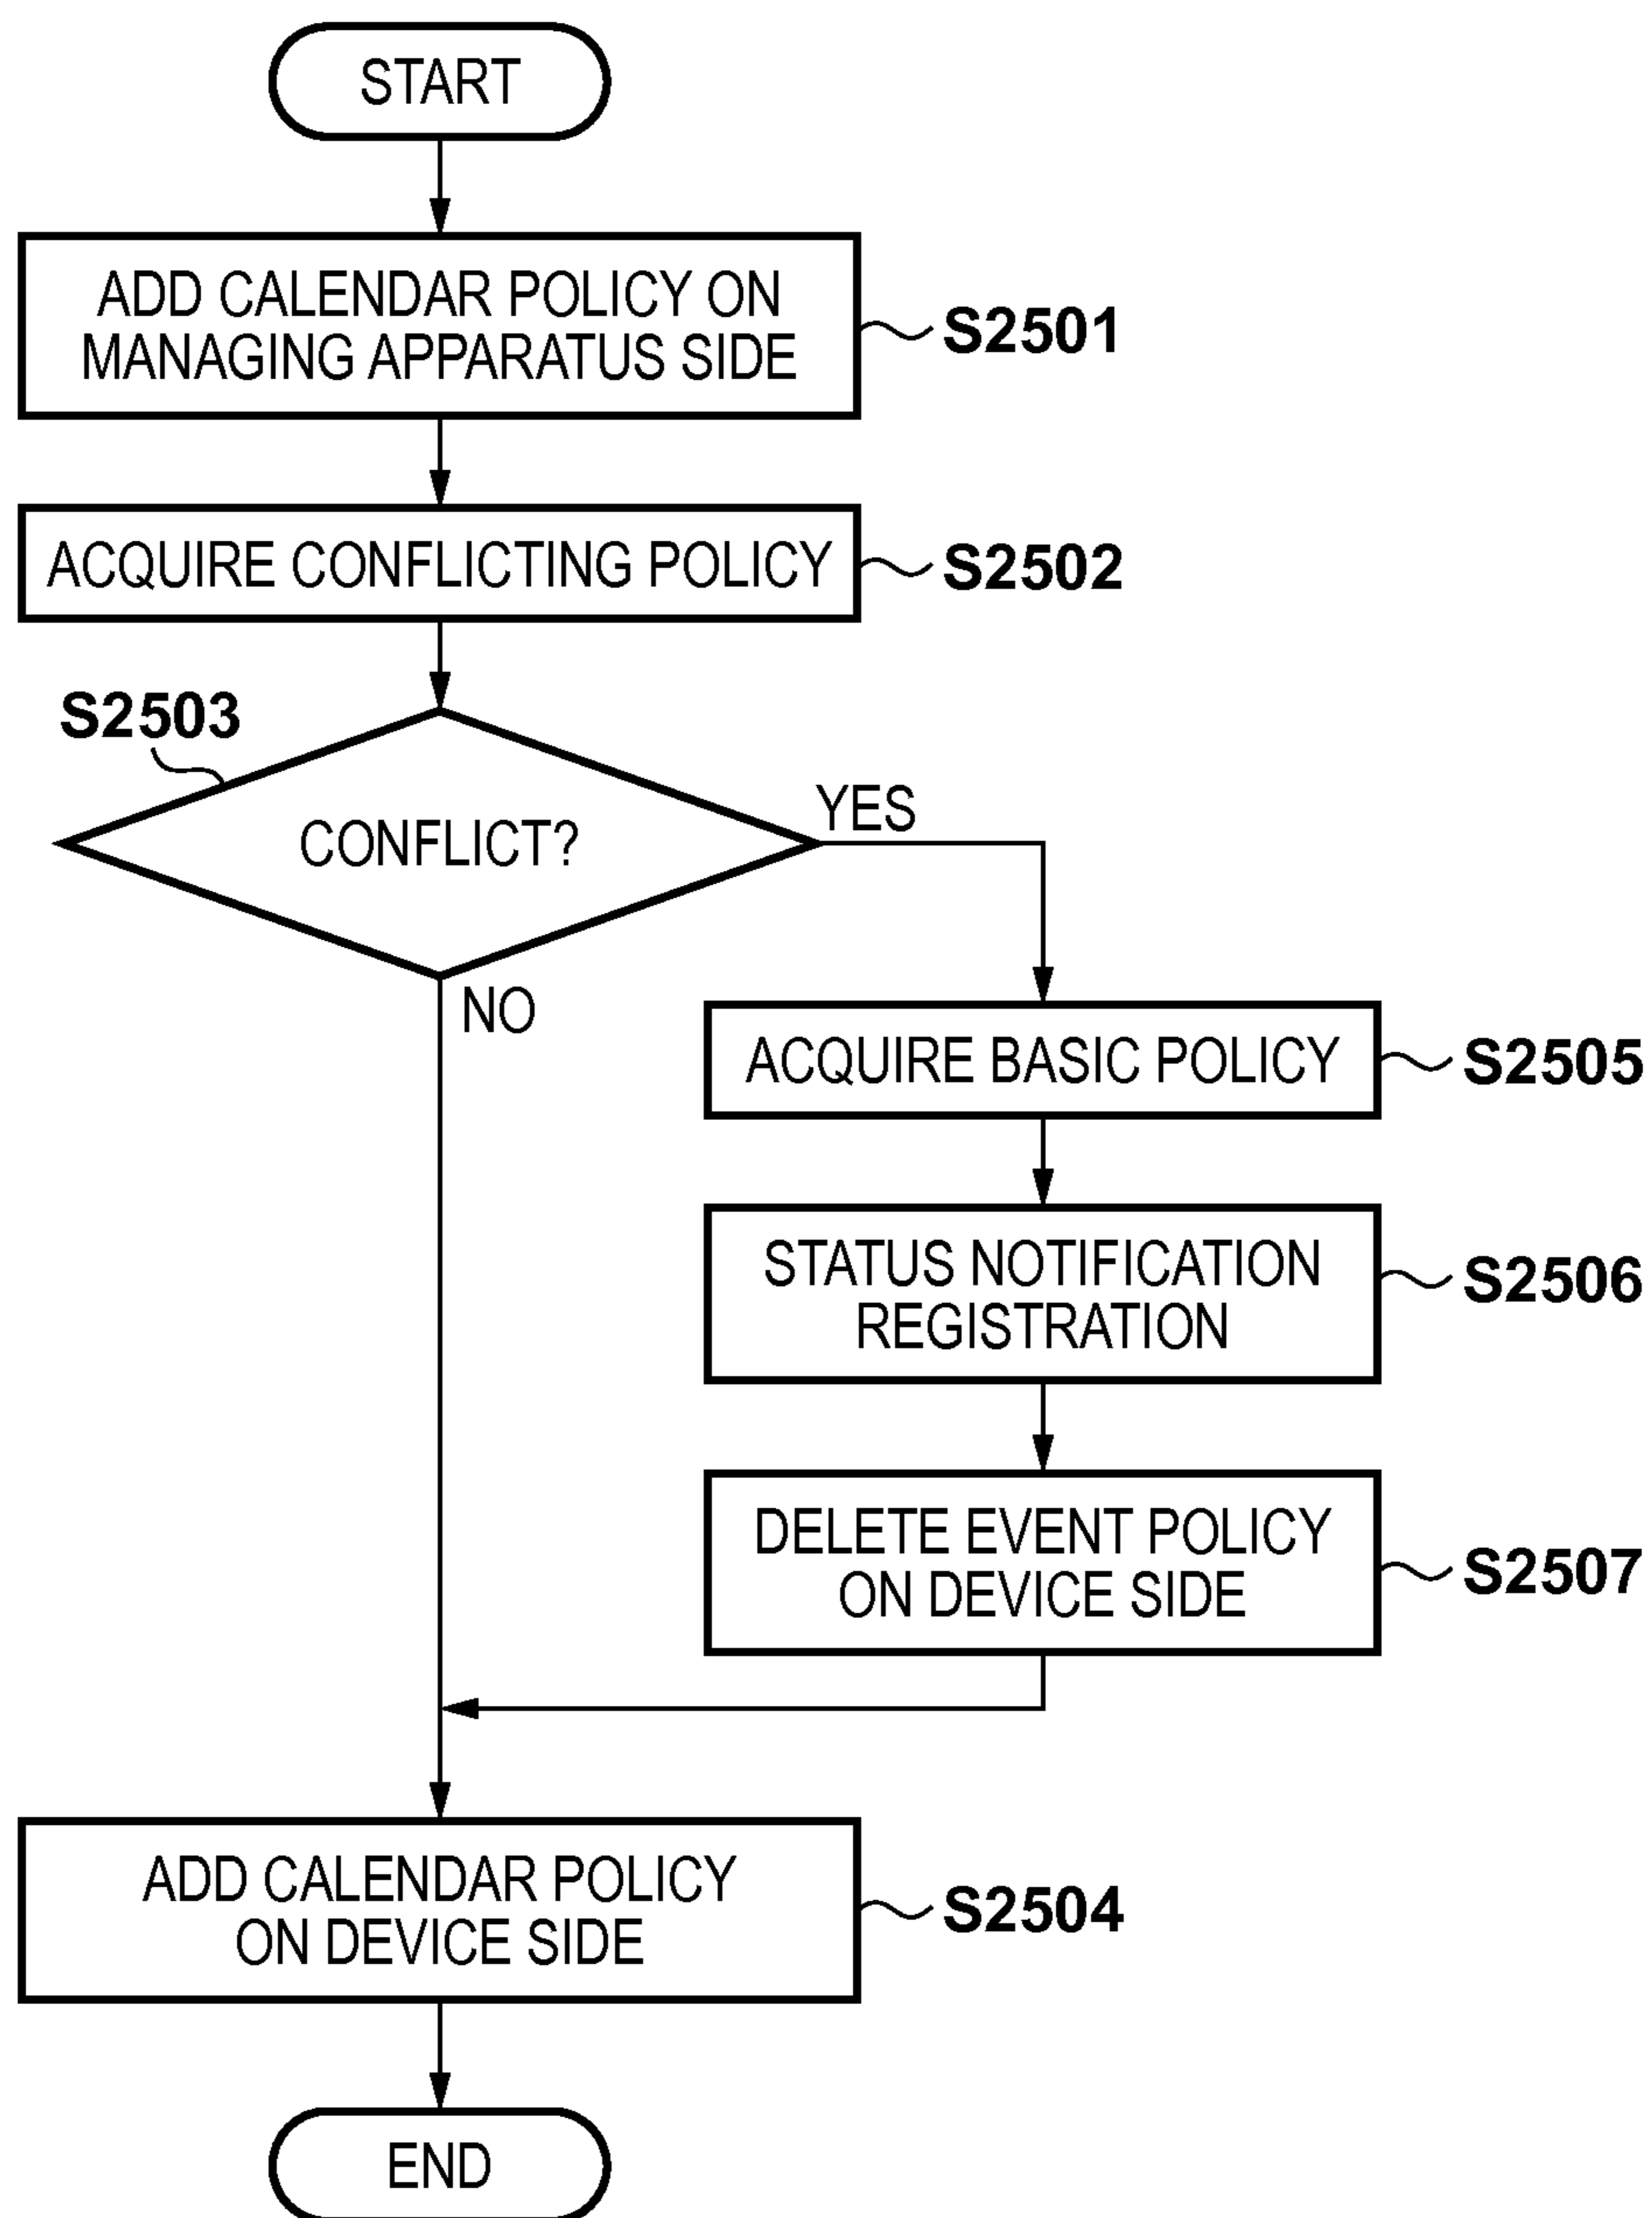 START
ADD CALENDAR POLICY ON
MANAGING APPARATUS SIDE
S2501
ACQUIRE CONFLICTING POLICY
S2502
S2503
CONFLICT?
YES
NO
ACQUIRE BASIC POLICY
S2505
STATUS NOTIFICATION
REGISTRATION
S2506
DELETE EVENT POLICY
ON DEVICE SIDE
S2507
ADD CALENDAR POLICY
ON DEVICE SIDE
S2504
END